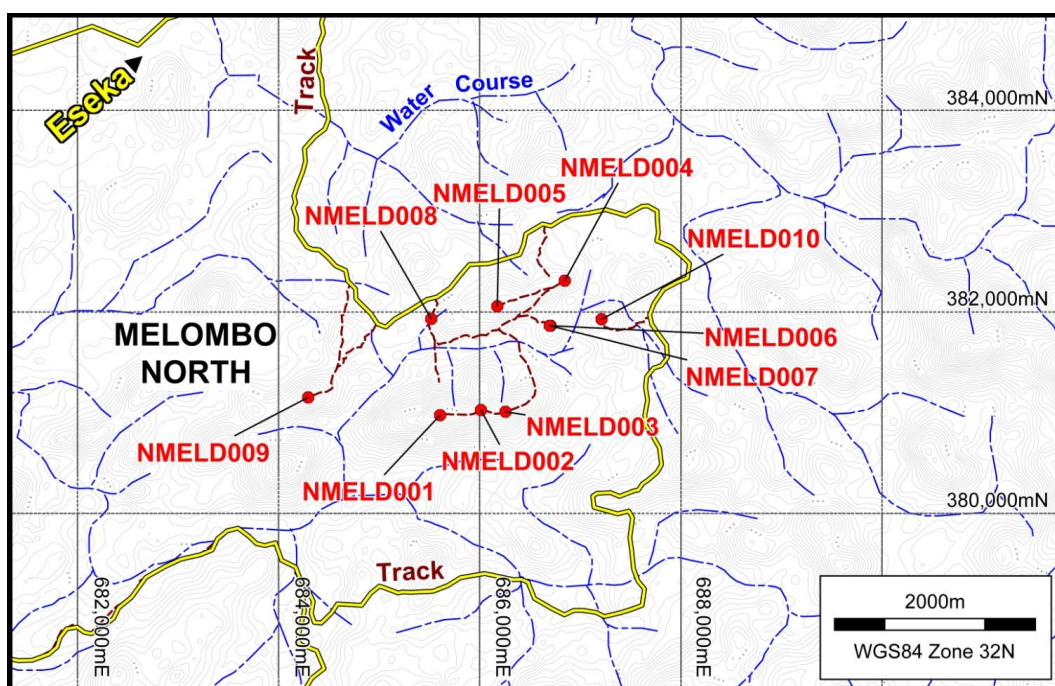 Eseka
Track
Water Course
384,000mN
NMELD004
NMELD005
NMELD008
NMELD010
382,000mN
MELOMBO
NORTH
NMELD006
NMELD007
NMELD003
NMELD009
NMELD002
NMELD001
380,000mN
Track
682,000mE
684,000mE
686,000mE
688,000mE
2000m
WGS84 Zone 32N